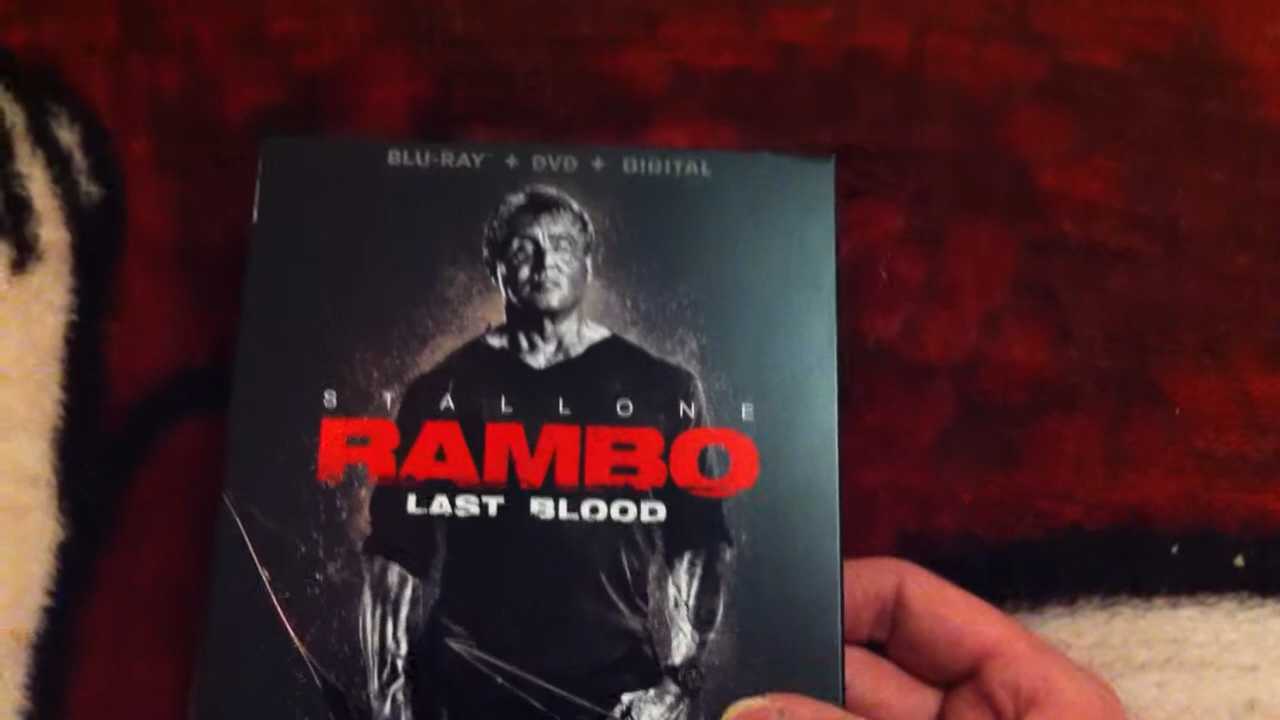 BLU-RAY + DVD + DIGITAL
STALLONE
RAMBO
LAST BLOOD